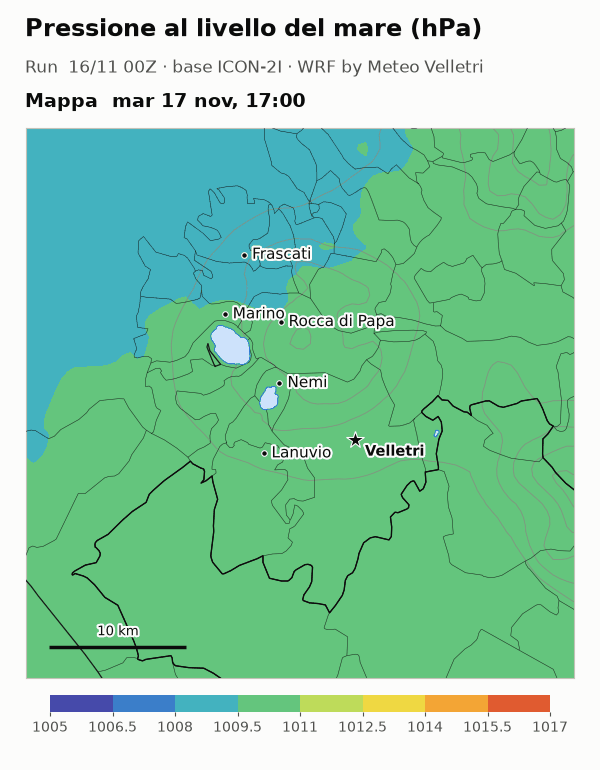 Pressione al livello del mare (hPa)
Run  16/11 00Z · base ICON-2I · WRF by Meteo Velletri
Mappa  mar 17 nov, 17:00
Frascati
Marino
Rocca di Papa
Nemi
Velletri
Lanuvio
10 km
1005 1006.5 1008 1009.5 1011 1012.5 1014 1015.5 1017